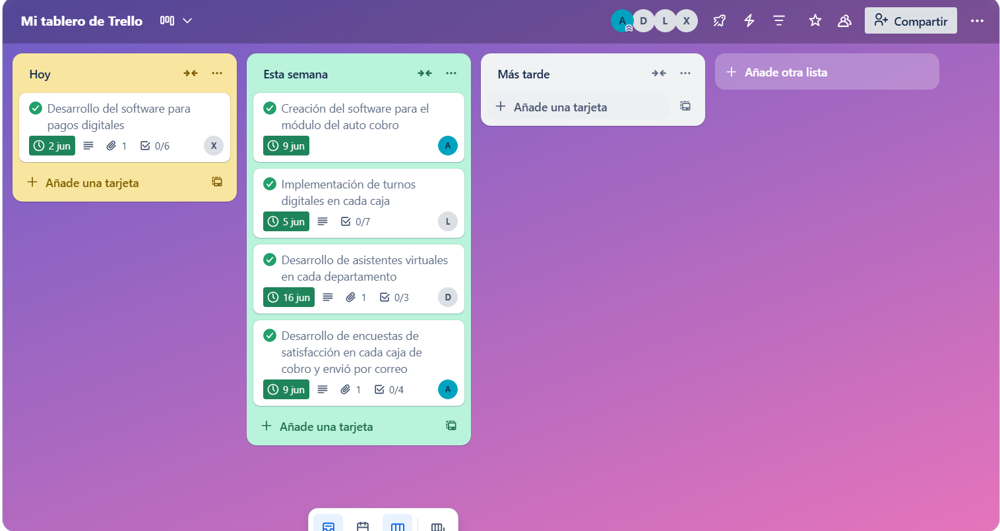 Mi tablero de Trello
A
D
L
X
Compartir
Hoy
Desarrollo del software para
pagos digitales
2 jun
1
0/6
X
Añade una tarjeta
Esta semana
Creación del software para el
módulo del auto cobro
9 jun
A
Implementación de turnos
digitales en cada caja
5 jun
0/7
L
Desarrollo de asistentes virtuales
en cada departamento
16 jun
1
0/3
D
Desarrollo de encuestas de
satisfacción en cada caja de
cobro y envió por correo
9 jun
1
0/4
A
Añade una tarjeta
Más tarde
Añade una tarjeta
Añade otra lista